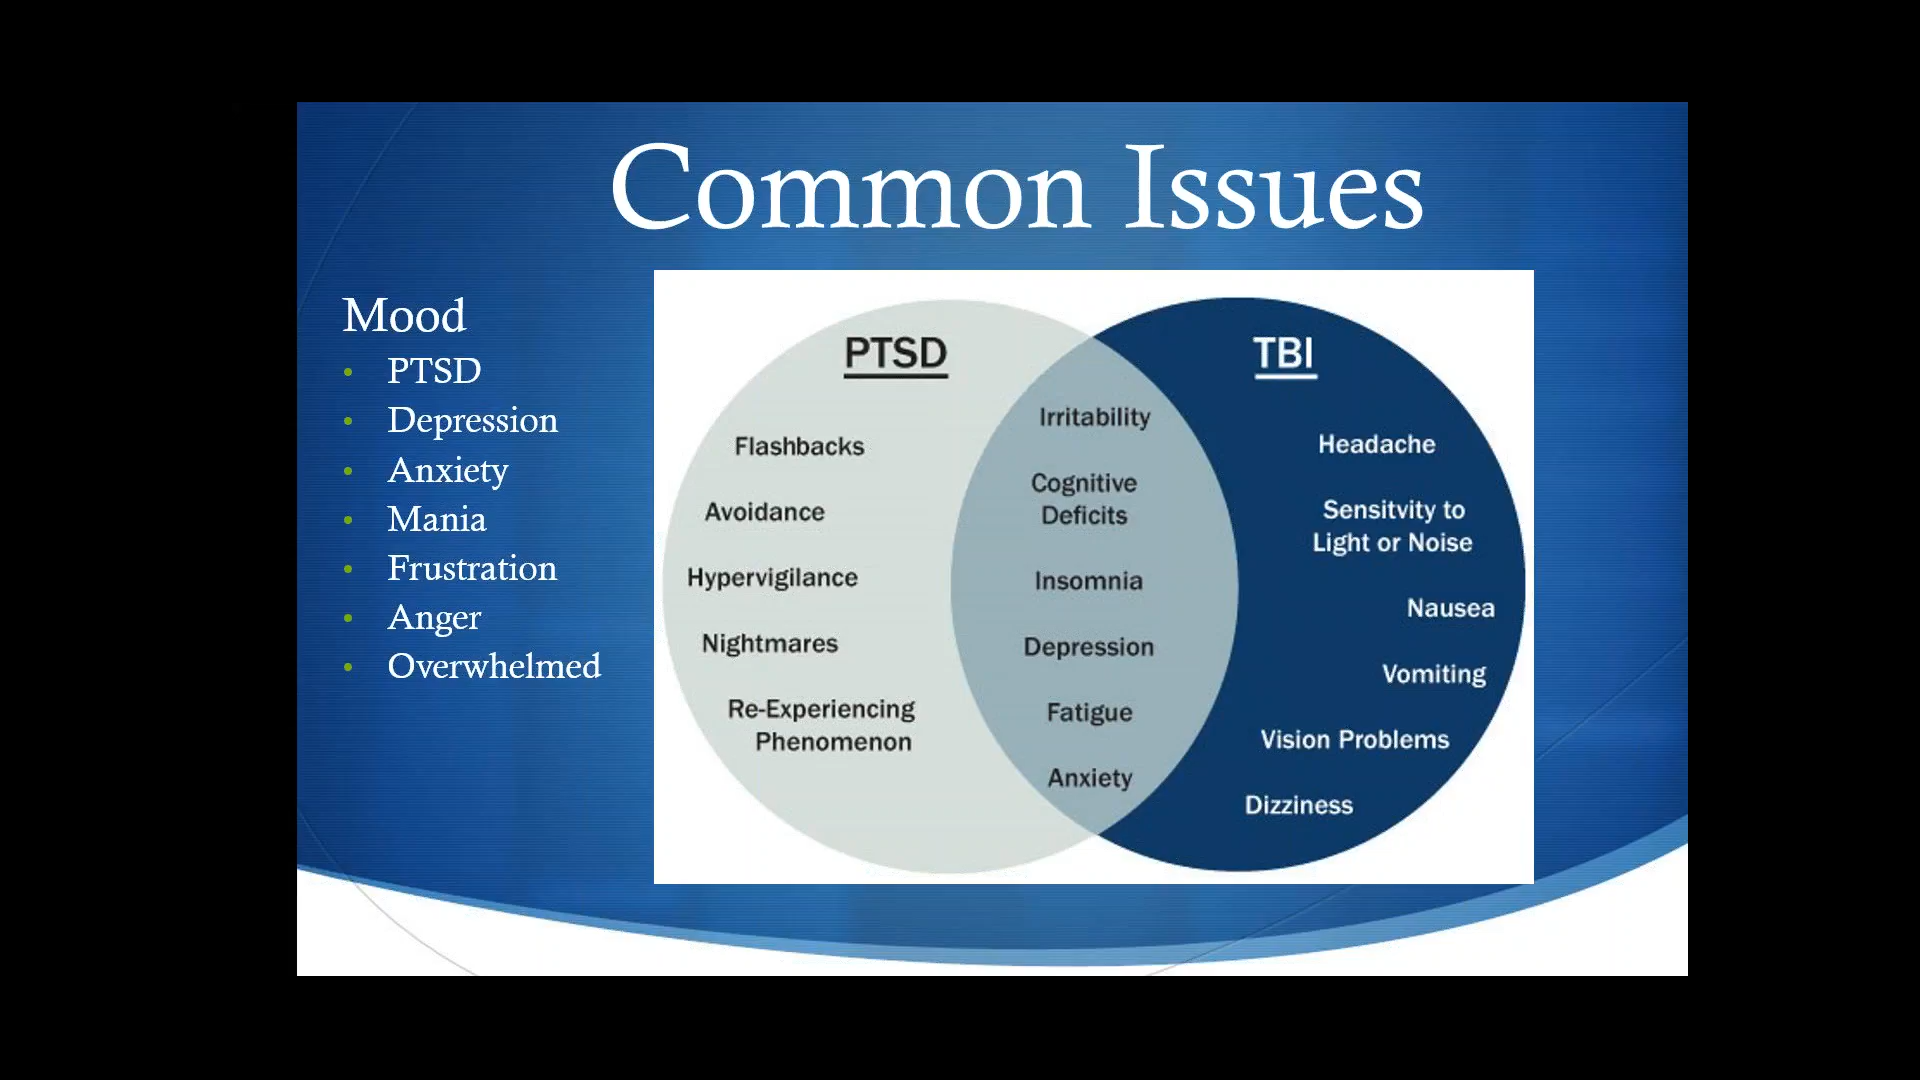 Common Issues
Mood
• PTSD
• Depression
• Anxiety
• Mania
• Frustration
• Anger
• Overwhelmed
PTSD
Flashbacks
Avoidance
Hypervigilance
Nightmares
Re-Experiencing
Phenomenon
Irritability
Cognitive
Deficits
Insomnia
Depression
Fatigue
Anxiety
TBI
Headache
Sensitvity to
Light or Noise
Nausea
Vomiting
Vision Problems
Dizziness